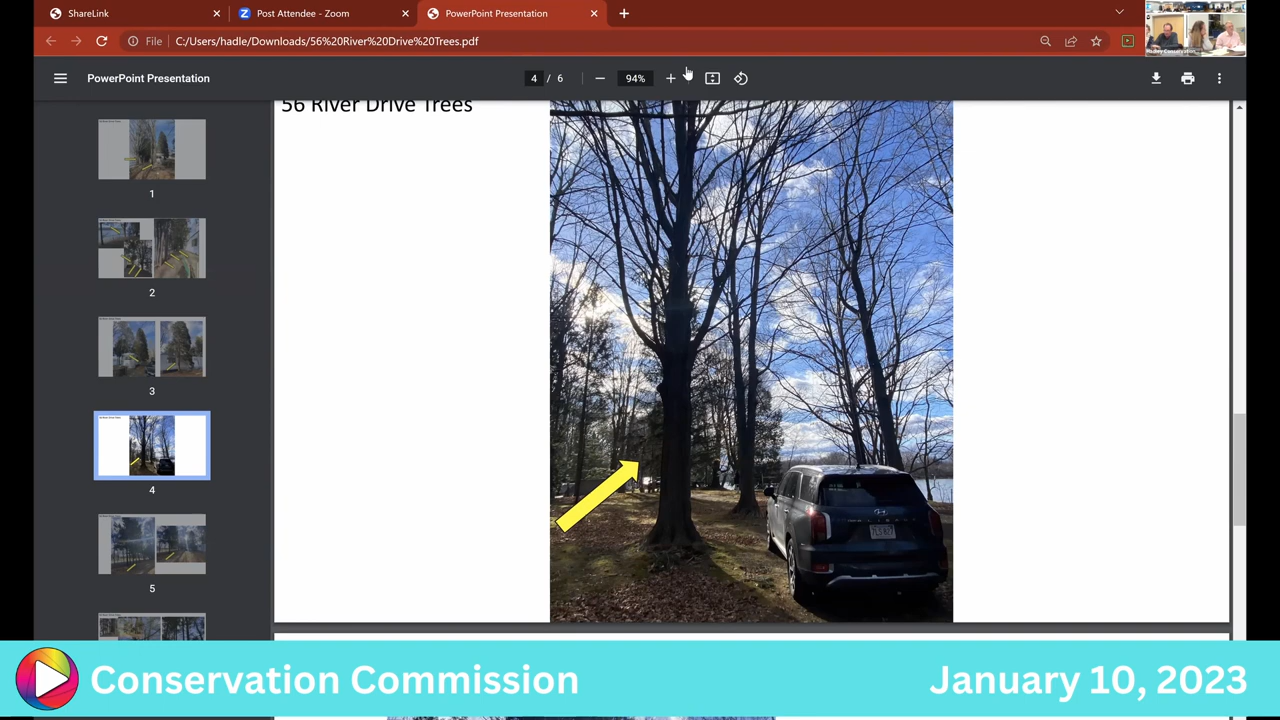 ShareLink
Post Attendee - Zoom
PowerPoint Presentation
File C:/Users/hadle/Downloads/56%20River%20Drive%20Trees.pdf
PowerPoint Presentation
4 / 6
94%
56 River Drive Trees
1
2
3
4
5
Conservation Commission
January 10, 2023